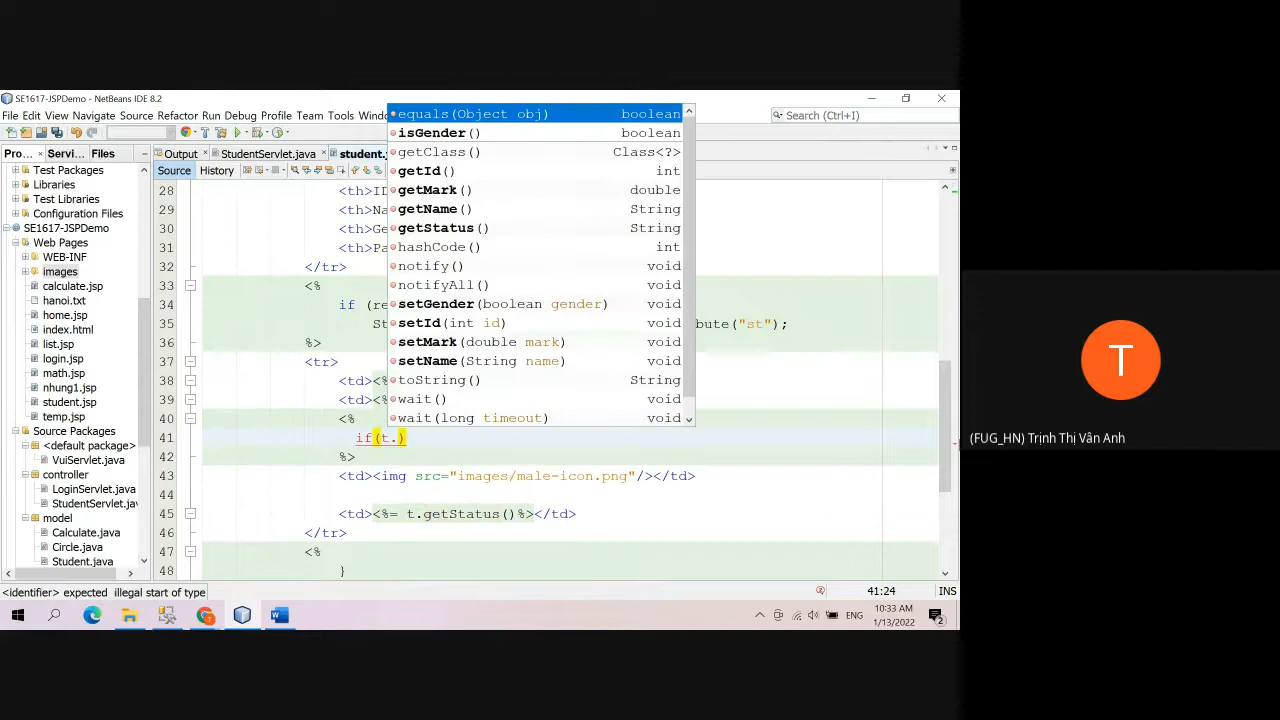 SE1617-JSPDemo - NetBeans IDE 8.2
File Edit View Navigate Source Refactor Run Debug Profile Team Tools Window
Search (Ctrl+I)
Pro... Servi... Files
Output StudentServlet.java student.j
Source History
Test Packages
Libraries
Test Libraries
Configuration Files
SE1617-JSPDemo
Web Pages
WEB-INF
images
calculate.jsp
hanoi.txt
home.jsp
index.html
list.jsp
login.jsp
math.jsp
nhung1.jsp
student.jsp
temp.jsp
Source Packages
<default package>
VuiServlet.java
controller
LoginServlet.java
StudentServlet.jav
model
Calculate.java
Circle.java
Student.java
28 <th>ID
29 <th>Na
30 <th>Ge
31 <th>Pa
32 </tr>
33 <%
34 if (re
35 St bute("st");
36 %>
37 <tr>
38 <td><%
39 <td><%
40 <%
41 if(t.)
42 %>
43 <td><img src="images/male-icon.png"/></td>
44
45 <td><%= t.getStatus()%></td>
46 </tr>
47 <%
48 }
equals(Object obj) boolean
isGender() boolean
getClass() Class<?>
getId() int
getMark() double
getName() String
getStatus() String
hashCode() int
notify() void
notifyAll() void
setGender(boolean gender) void
setId(int id) void
setMark(double mark) void
setName(String name) void
toString() String
wait() void
wait(long timeout) void
<identifier> expected illegal start of type
41:24 INS
ENG
10:33 AM
1/13/2022
2
T
(FUG_HN) Trịnh Thị Vân Anh